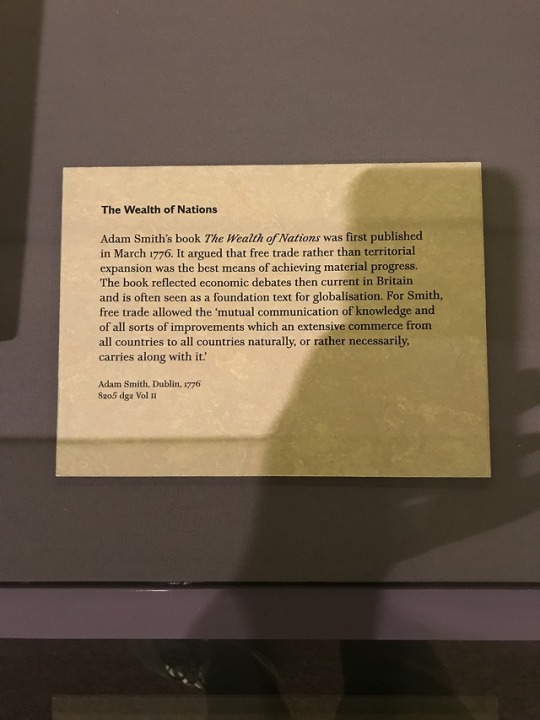 The Wealth of Nations
Adam Smith's book The Wealth of Nations was first published
in March 1776. It argued that free trade rather than territorial
expansion was the best means of achieving material progress.
The book reflected economic debates then current in Britain
and is often seen as a foundation text for globalisation. For Smith,
free trade allowed the 'mutual communication of knowledge and
of all sorts of improvements which an extensive commerce from
all countries to all countries naturally, or rather necessarily,
carries along with it.'
Adam Smith, Dublin, 1776
S205 dg2 Vol II